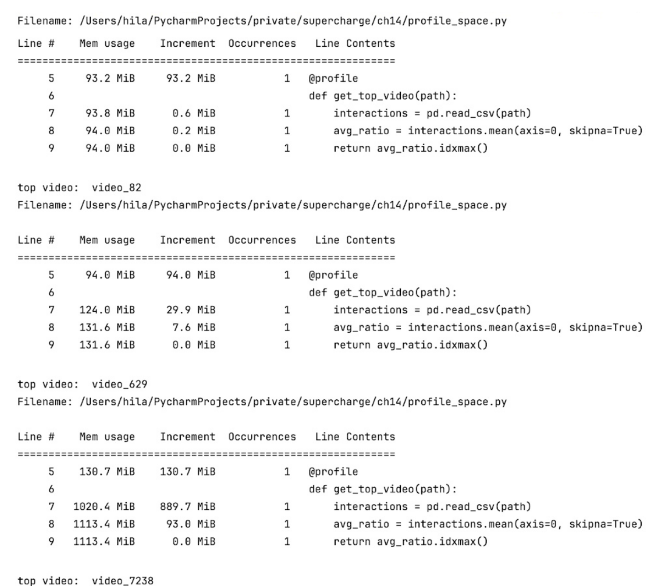 Filename: /Users/hila/PycharmProjects/private/supercharge/ch14/profile_space.py
Line #    Mem usage    Increment  Occurrences   Line Contents
=============================================================
     5     93.2 MiB     93.2 MiB           1   @profile
     6                                         def get_top_video(path):
     7     93.8 MiB      0.6 MiB           1       interactions = pd.read_csv(path)
     8     94.0 MiB      0.2 MiB           1       avg_ratio = interactions.mean(axis=0, skipna=True)
     9     94.0 MiB      0.0 MiB           1       return avg_ratio.idxmax()
top video:  video_82
Filename: /Users/hila/PycharmProjects/private/supercharge/ch14/profile_space.py
Line #    Mem usage    Increment  Occurrences   Line Contents
=============================================================
     5     94.0 MiB     94.0 MiB           1   @profile
     6                                         def get_top_video(path):
     7    124.0 MiB     29.9 MiB           1       interactions = pd.read_csv(path)
     8    131.6 MiB      7.6 MiB           1       avg_ratio = interactions.mean(axis=0, skipna=True)
     9    131.6 MiB      0.0 MiB           1       return avg_ratio.idxmax()
top video:  video_629
Filename: /Users/hila/PycharmProjects/private/supercharge/ch14/profile_space.py
Line #    Mem usage    Increment  Occurrences   Line Contents
=============================================================
     5    130.7 MiB    130.7 MiB           1   @profile
     6                                         def get_top_video(path):
     7   1020.4 MiB    889.7 MiB           1       interactions = pd.read_csv(path)
     8   1113.4 MiB     93.0 MiB           1       avg_ratio = interactions.mean(axis=0, skipna=True)
     9   1113.4 MiB      0.0 MiB           1       return avg_ratio.idxmax()
top video:  video_7238